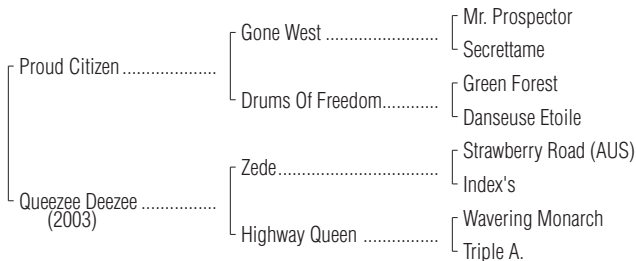 Mr. Prospector
Gone West ........................
Secrettame
Proud Citizen ....................
Green Forest
Drums Of Freedom............
Danseuse Etoile
Strawberry Road (AUS)
Zede..................................
Index's
Queezee Deezee ................
(2003)
Wavering Monarch
Highway Queen ................
Triple A.